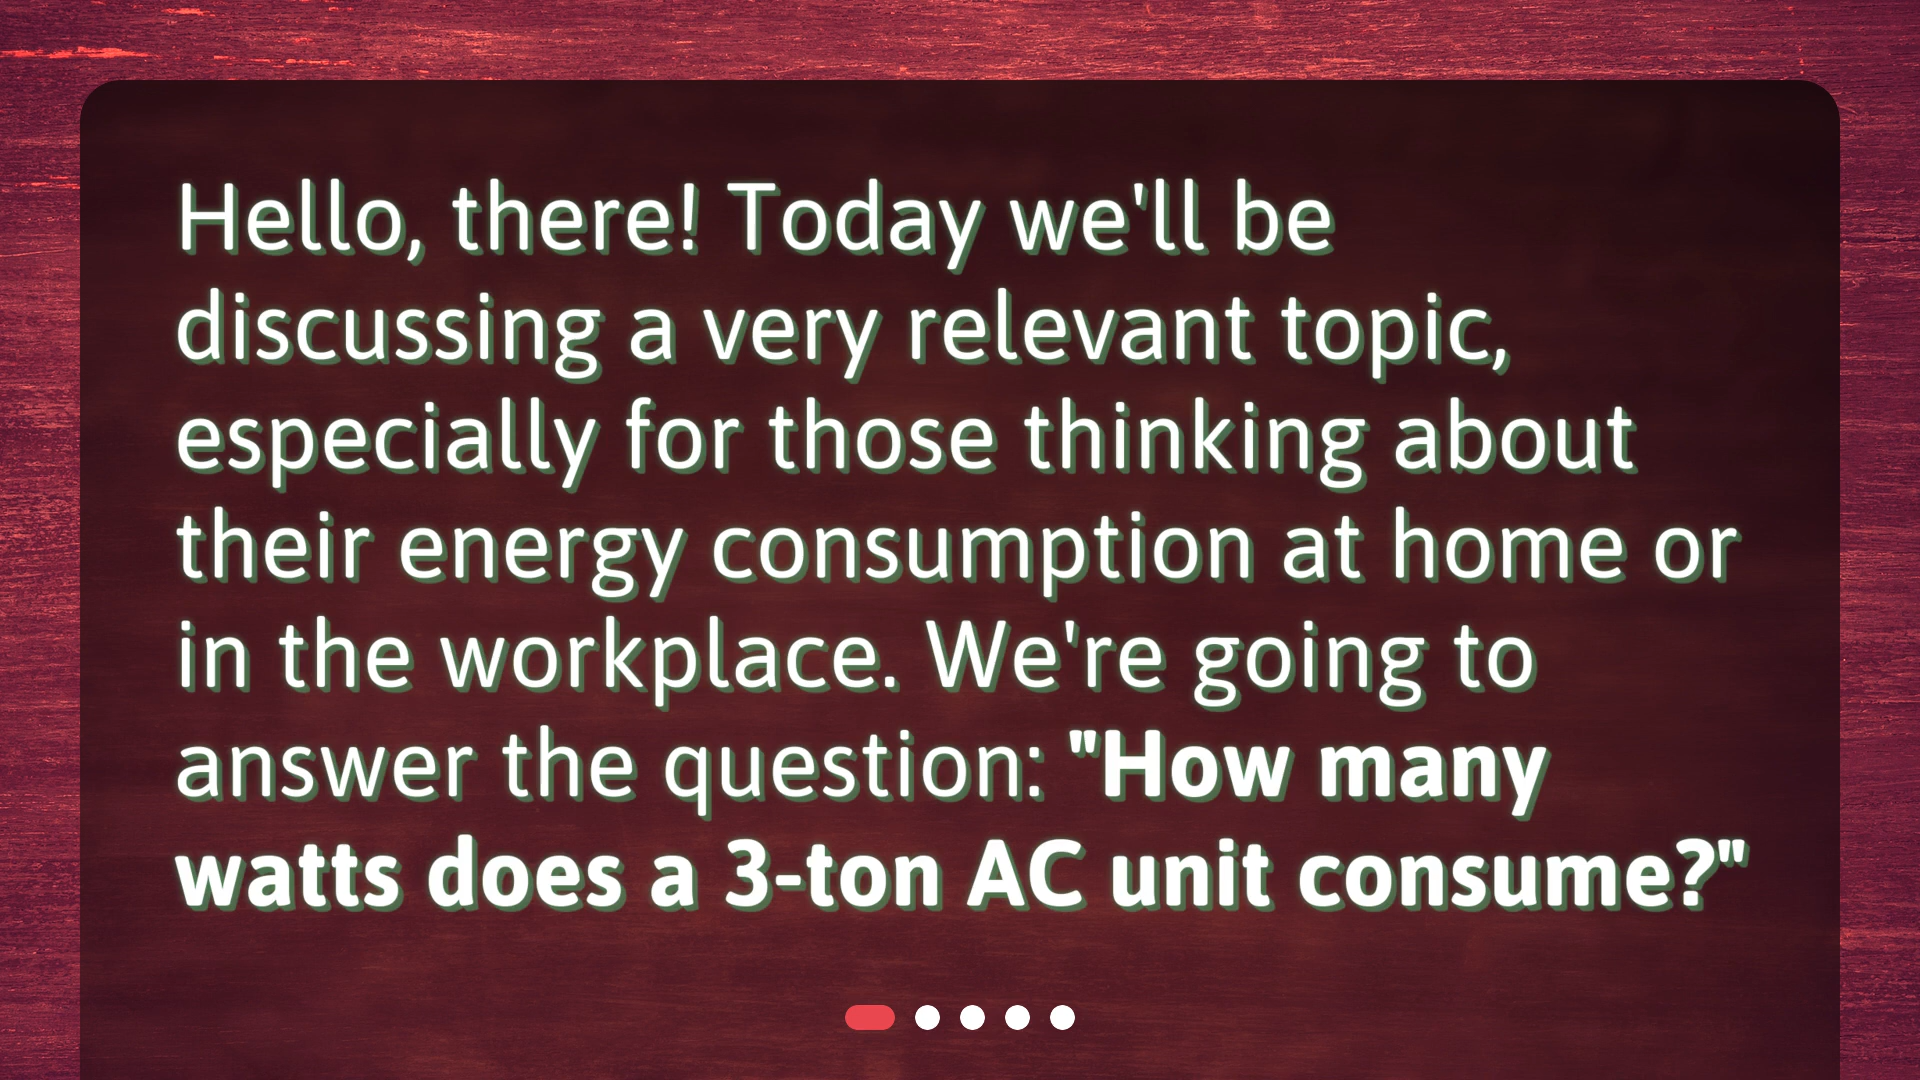 Hello, there! Today we'll be
discussing a very relevant topic,
especially for those thinking about
their energy consumption at home or
in the workplace. We're going to
answer the question: "How many
watts does a 3-ton AC unit consume?"